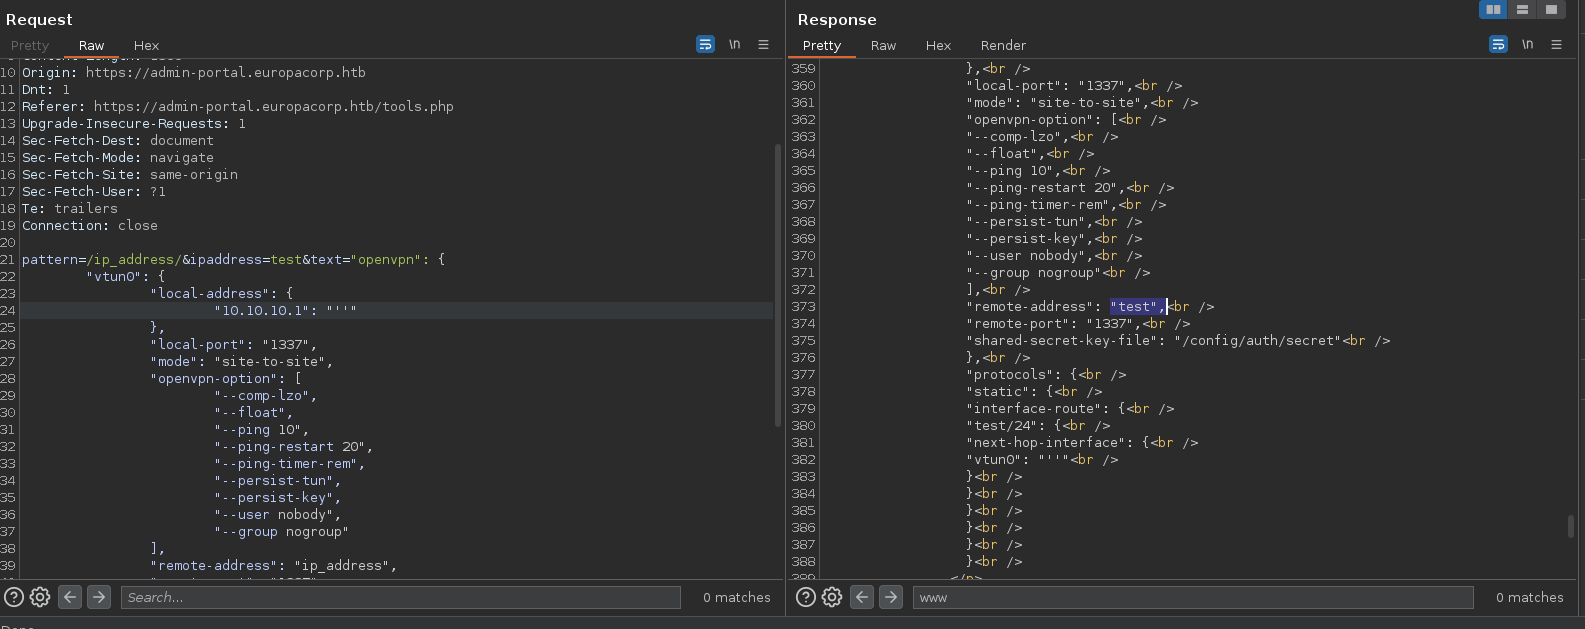 Request
Pretty Raw Hex
\n
10 Origin: https://admin-portal.europacorp.htb
11 Dnt: 1
12 Referer: https://admin-portal.europacorp.htb/tools.php
13 Upgrade-Insecure-Requests: 1
14 Sec-Fetch-Dest: document
15 Sec-Fetch-Mode: navigate
16 Sec-Fetch-Site: same-origin
17 Sec-Fetch-User: ?1
18 Te: trailers
19 Connection: close
20
21 pattern=/ip_address/&ipaddress=test&text="openvpn": {
22 "vtun0": {
23 "local-address": {
24 "10.10.10.1": "''"
25 },
26 "local-port": "1337",
27 "mode": "site-to-site",
28 "openvpn-option": [
29 "--comp-lzo",
30 "--float",
31 "--ping 10",
32 "--ping-restart 20",
33 "--ping-timer-rem",
34 "--persist-tun",
35 "--persist-key",
36 "--user nobody",
37 "--group nogroup"
38 ],
39 "remote-address": "ip_address",
Search...
0 matches
Response
Pretty Raw Hex Render
\n
359 },<br />
360 "local-port": "1337",<br />
361 "mode": "site-to-site",<br />
362 "openvpn-option": [<br />
363 "--comp-lzo",<br />
364 "--float",<br />
365 "--ping 10",<br />
366 "--ping-restart 20",<br />
367 "--ping-timer-rem",<br />
368 "--persist-tun",<br />
369 "--persist-key",<br />
370 "--user nobody",<br />
371 "--group nogroup"<br />
372 ],<br />
373 "remote-address": "test",<br />
374 "remote-port": "1337",<br />
375 "shared-secret-key-file": "/config/auth/secret"<br />
376 },<br />
377 "protocols": {<br />
378 "static": {<br />
379 "interface-route": {<br />
380 "test/24": {<br />
381 "next-hop-interface": {<br />
382 "vtun0": "''"<br />
383 }<br />
384 }<br />
385 }<br />
386 }<br />
387 }<br />
388 }<br />
www
0 matches